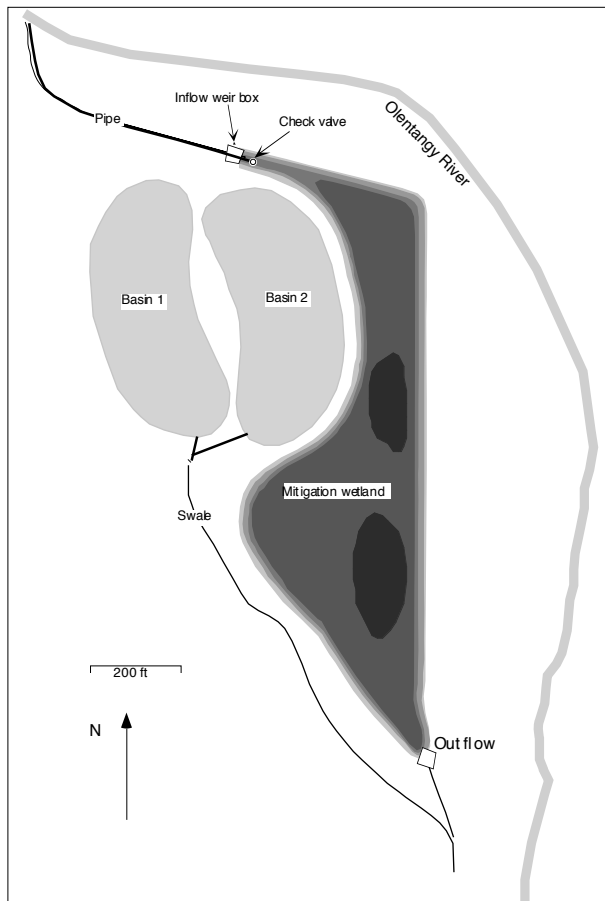 Inflow weir box
Pipe
Check valve
Olentangy River
Basin 1
Basin 2
Mitigation wetland
Swale
200 ft
N
Out flow